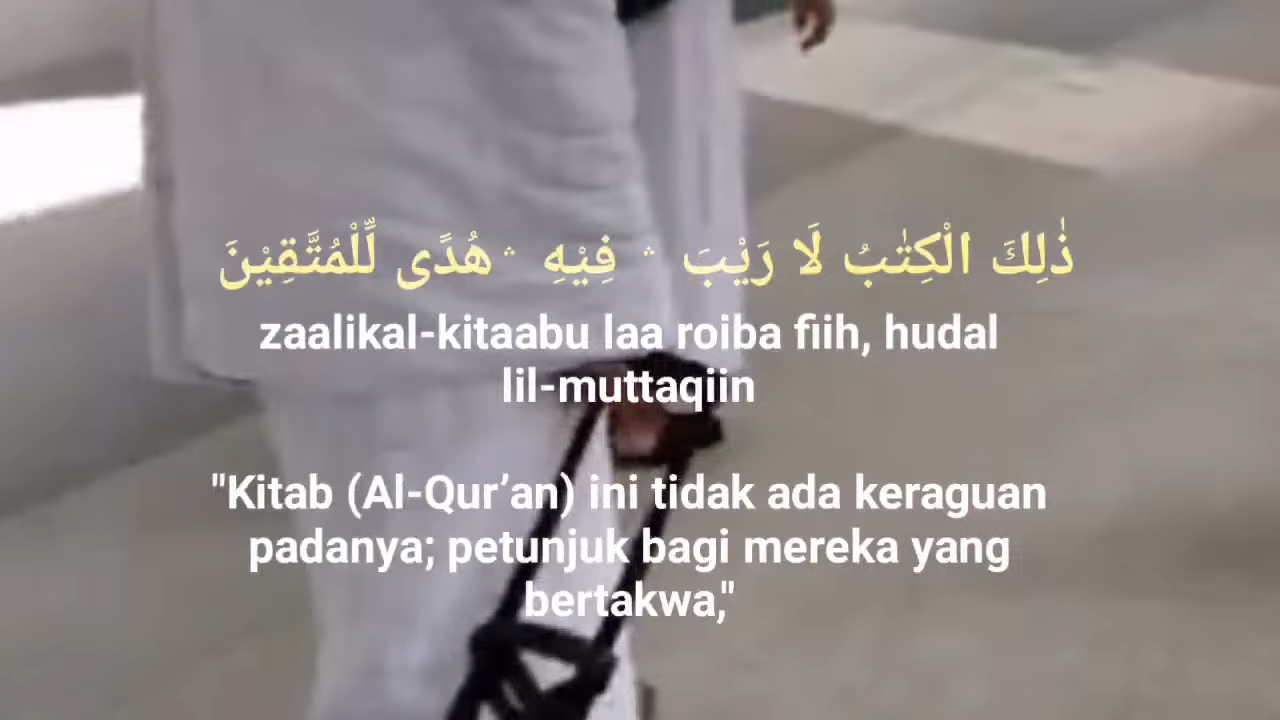 ذٰلِكَ الْكِتٰبُ لَا رَيْبَ ۛ فِيْهِ ۛ هُدًى لِّلْمُتَّقِيْنَ
zaalikal-kitaabu laa roiba fiih, hudal
lil-muttaqiin
"Kitab (Al-Qur’an) ini tidak ada keraguan
padanya; petunjuk bagi mereka yang
bertakwa,"